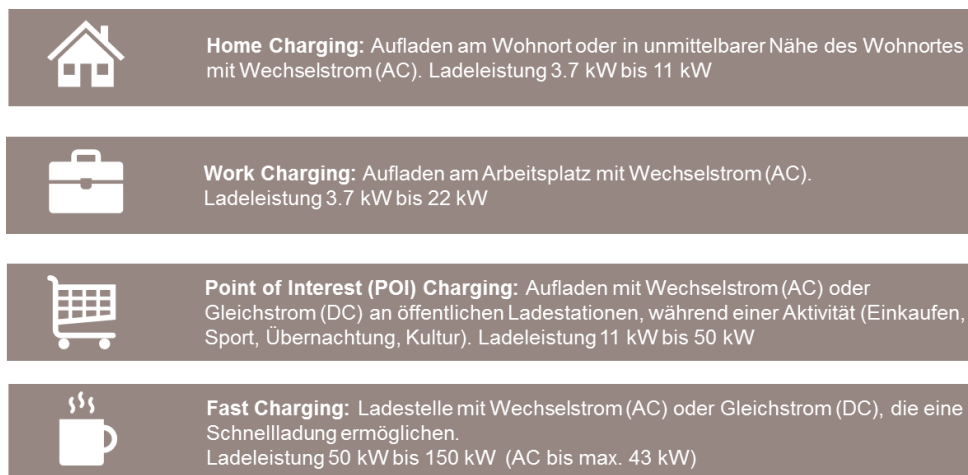 Home Charging: Aufladen am Wohnort oder in unmittelbarer Nähe des Wohnortes
mit Wechselstrom (AC). Ladeleistung 3.7 kW bis 11 kW
Work Charging: Aufladen am Arbeitsplatz mit Wechselstrom (AC).
Ladeleistung 3.7 kW bis 22 kW
Point of Interest (POI) Charging: Aufladen mit Wechselstrom (AC) oder
Gleichstrom (DC) an öffentlichen Ladestationen, während einer Aktivität (Einkaufen,
Sport, Übernachtung, Kultur). Ladeleistung 11 kW bis 50 kW
Fast Charging: Ladestelle mit Wechselstrom (AC) oder Gleichstrom (DC), die eine
Schnellladung ermöglichen.
Ladeleistung 50 kW bis 150 kW (AC bis max. 43 kW)